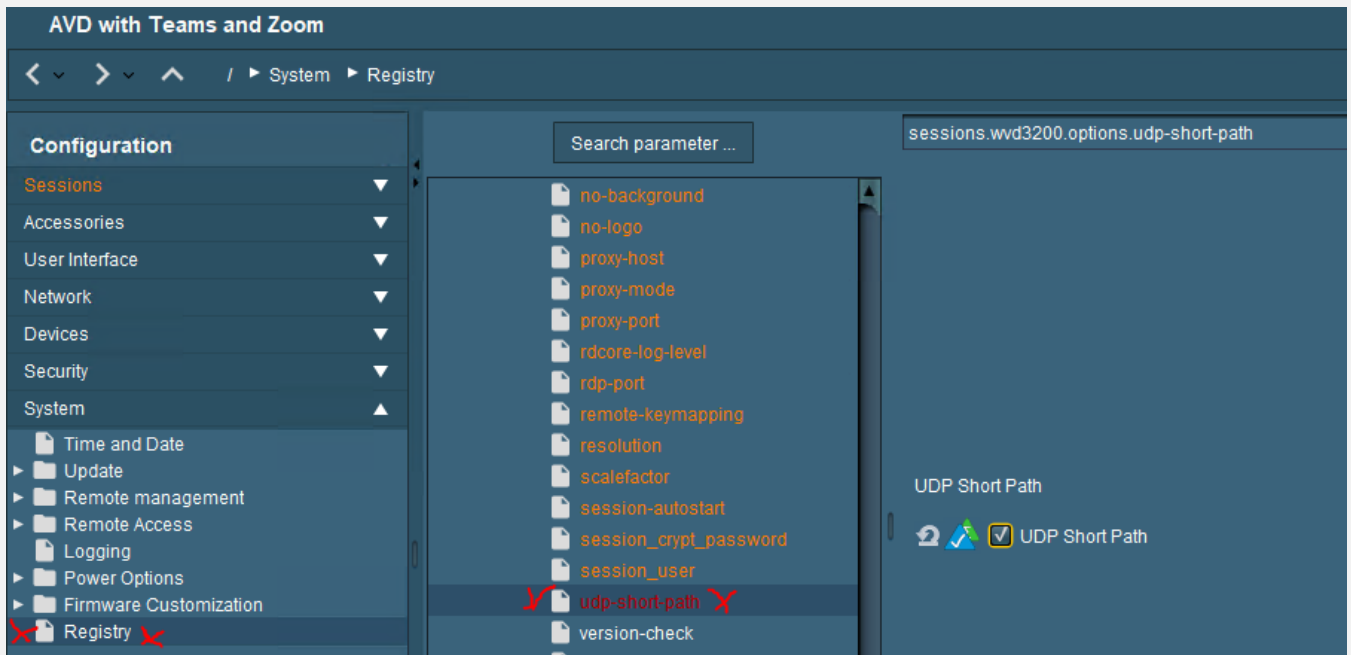 AVD with Teams and Zoom
/ System Registry
Configuration
Sessions
Accessories
User Interface
Network
Devices
Security
System
Time and Date
Update
Remote management
Remote Access
Logging
Power Options
Firmware Customization
Registry
Search parameter ...
no-background
no-logo
proxy-host
proxy-mode
proxy-port
rdcore-log-level
rdp-port
remote-keymapping
resolution
scalefactor
session-autostart
session_crypt_password
session_user
udp-short-path
version-check
sessions.wvd3200.options.udp-short-path
UDP Short Path
UDP Short Path